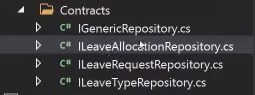 Contracts
C# IGenericRepository.cs
C# ILeaveAllocationRepository.cs
C# ILeaveRequestRepository.cs
C# ILeaveTypeRepository.cs